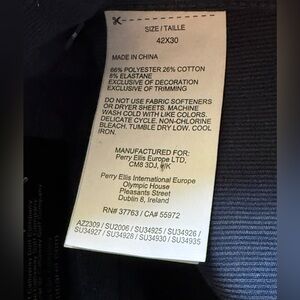 SIZE / TAILLE
42X30
MADE IN CHINA
66% POLYESTER 26% COTTON
8% ELASTANE
EXCLUSIVE OF DECORATION
EXCLUSIVE OF TRIMMING
DO NOT USE FABRIC SOFTENERS
OR DRYER SHEETS. MACHINE
WASH COLD WITH LIKE COLORS.
DELICATE CYCLE. NON-CHLORINE
BLEACH. TUMBLE DRY LOW. COOL
IRON.
MANUFACTURED FOR:
Perry Ellis Europe LTD,
CM8 3DJ, UK
Perry Ellis International Europe
Olympic House
Pleasants Street
Dublin 8, Ireland
RN# 37763 / CA# 55972
AZ2309 / SU2006 / SU34925 / SU34926 /
SU34927 / SU34928 / SU34930 / SU34935